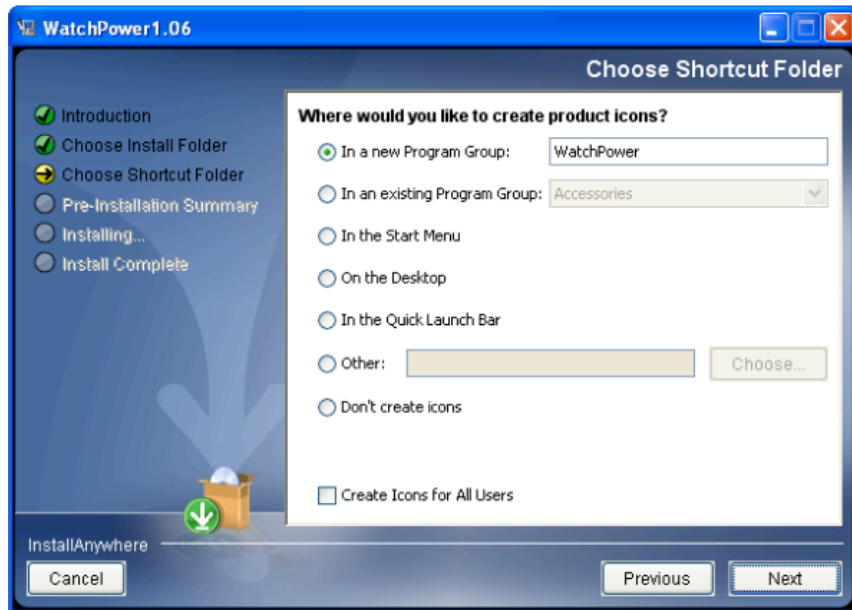 WatchPower1.06
Choose Shortcut Folder
Introduction
Choose Install Folder
Choose Shortcut Folder
Pre-Installation Summary
Installing...
Install Complete
Where would you like to create product icons?
In a new Program Group: WatchPower
In an existing Program Group: Accessories
In the Start Menu
On the Desktop
In the Quick Launch Bar
Other: Choose...
Don't create icons
Create Icons for All Users
InstallAnywhere
Cancel Previous Next